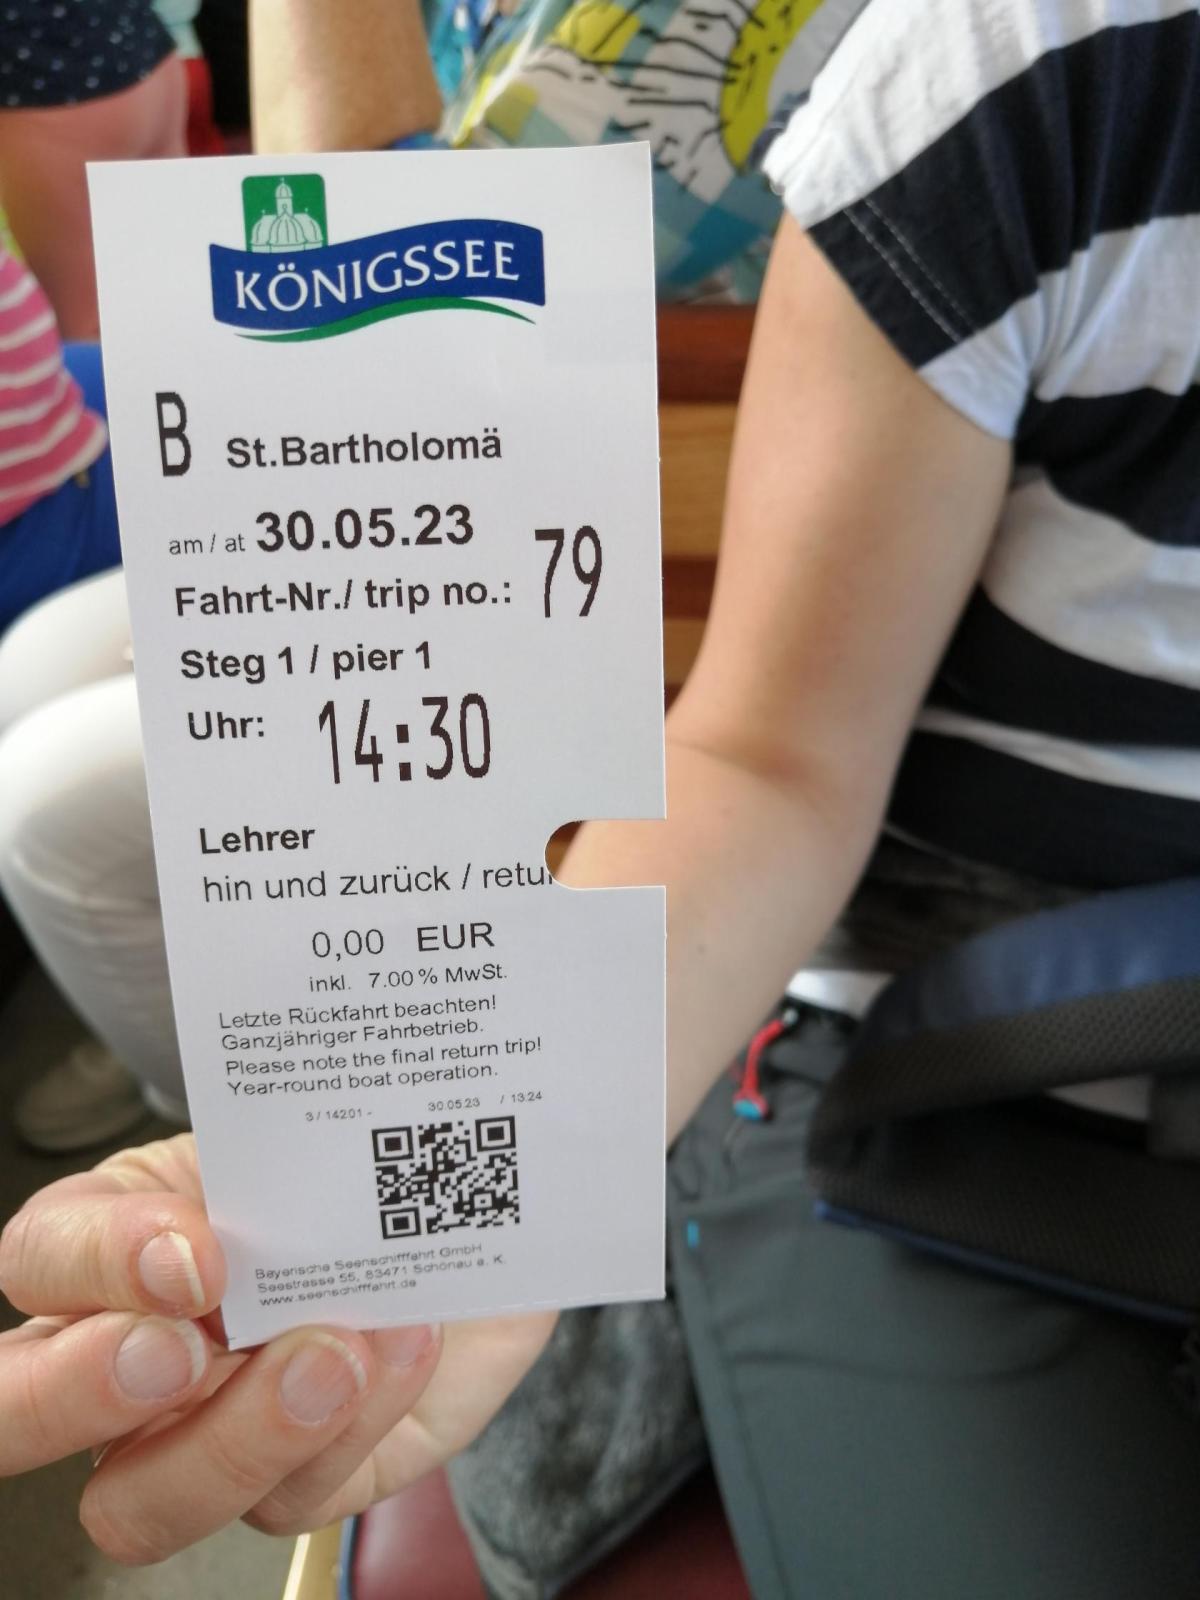 KÖNIGSSEE
B St.Bartholomä
am / at 30.05.23
Fahrt-Nr./ trip no.: 79
Steg 1 / pier 1
Uhr: 14:30
Lehrer
hin und zurück / retur
0,00 EUR
inkl. 7.00% MwSt.
Letzte Rückfahrt beachten!
Ganzjähriger Fahrbetrieb.
Please note the final return trip!
Year-round boat operation.
3 / 14201 - 30.05.23 / 13:24
Bayerische Seenschifffahrt GmbH
Seestrasse 55, 83471 Schönau a. K.
www.seenschifffahrt.de